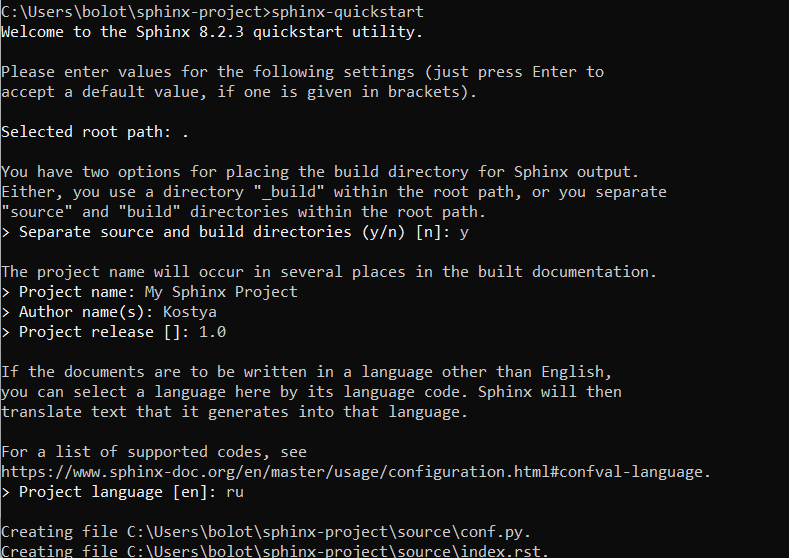 C:\Users\bolot\sphinx-project>sphinx-quickstart
Welcome to the Sphinx 8.2.3 quickstart utility.
Please enter values for the following settings (just press Enter to
accept a default value, if one is given in brackets).
Selected root path: .
You have two options for placing the build directory for Sphinx output.
Either, you use a directory "_build" within the root path, or you separate
"source" and "build" directories within the root path.
> Separate source and build directories (y/n) [n]: y
The project name will occur in several places in the built documentation.
> Project name: My Sphinx Project
> Author name(s): Kostya
> Project release []: 1.0
If the documents are to be written in a language other than English,
you can select a language here by its language code. Sphinx will then
translate text that it generates into that language.
For a list of supported codes, see
https://www.sphinx-doc.org/en/master/usage/configuration.html#confval-language.
> Project language [en]: ru
Creating file C:\Users\bolot\sphinx-project\source\conf.py.
Creating file C:\Users\bolot\sphinx-project\source\index.rst.